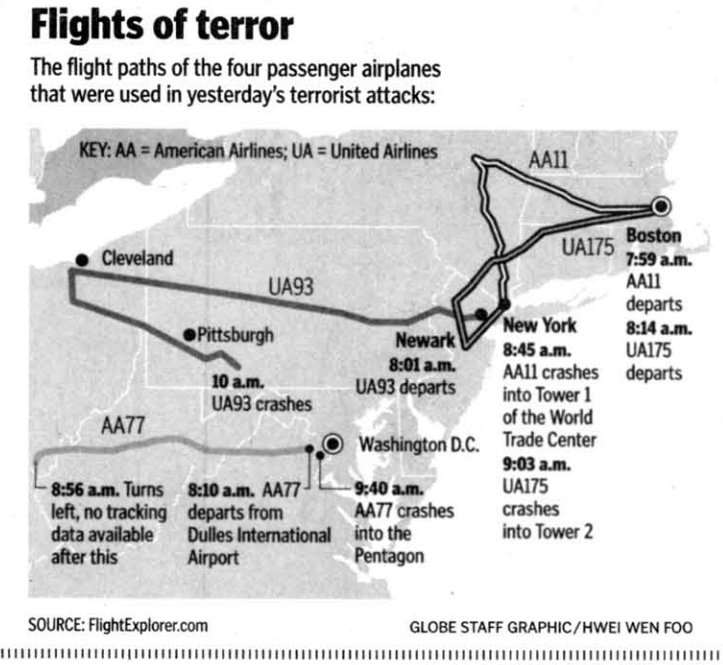 Flights of terror
The flight paths of the four passenger airplanes
that were used in yesterday's terrorist attacks:
KEY: AA = American Airlines; UA = United Airlines
AA11
UA175
Boston
7:59 a.m.
AA11
departs
8:14 a.m.
UA175
departs
Cleveland
UA93
Pittsburgh
10 a.m.
UA93 crashes
Newark
8:01 a.m.
UA93 departs
New York
8:45 a.m.
AA11 crashes
into Tower 1
of the World
Trade Center
9:03 a.m.
UA175
crashes
into Tower 2
AA77
Washington D.C.
8:56 a.m. Turns
left, no tracking
data available
after this
8:10 a.m. AA77
departs from
Dulles International
Airport
9:40 a.m.
AA77 crashes
into the
Pentagon
SOURCE: FlightExplorer.com
GLOBE STAFF GRAPHIC/HWEI WEN FOO